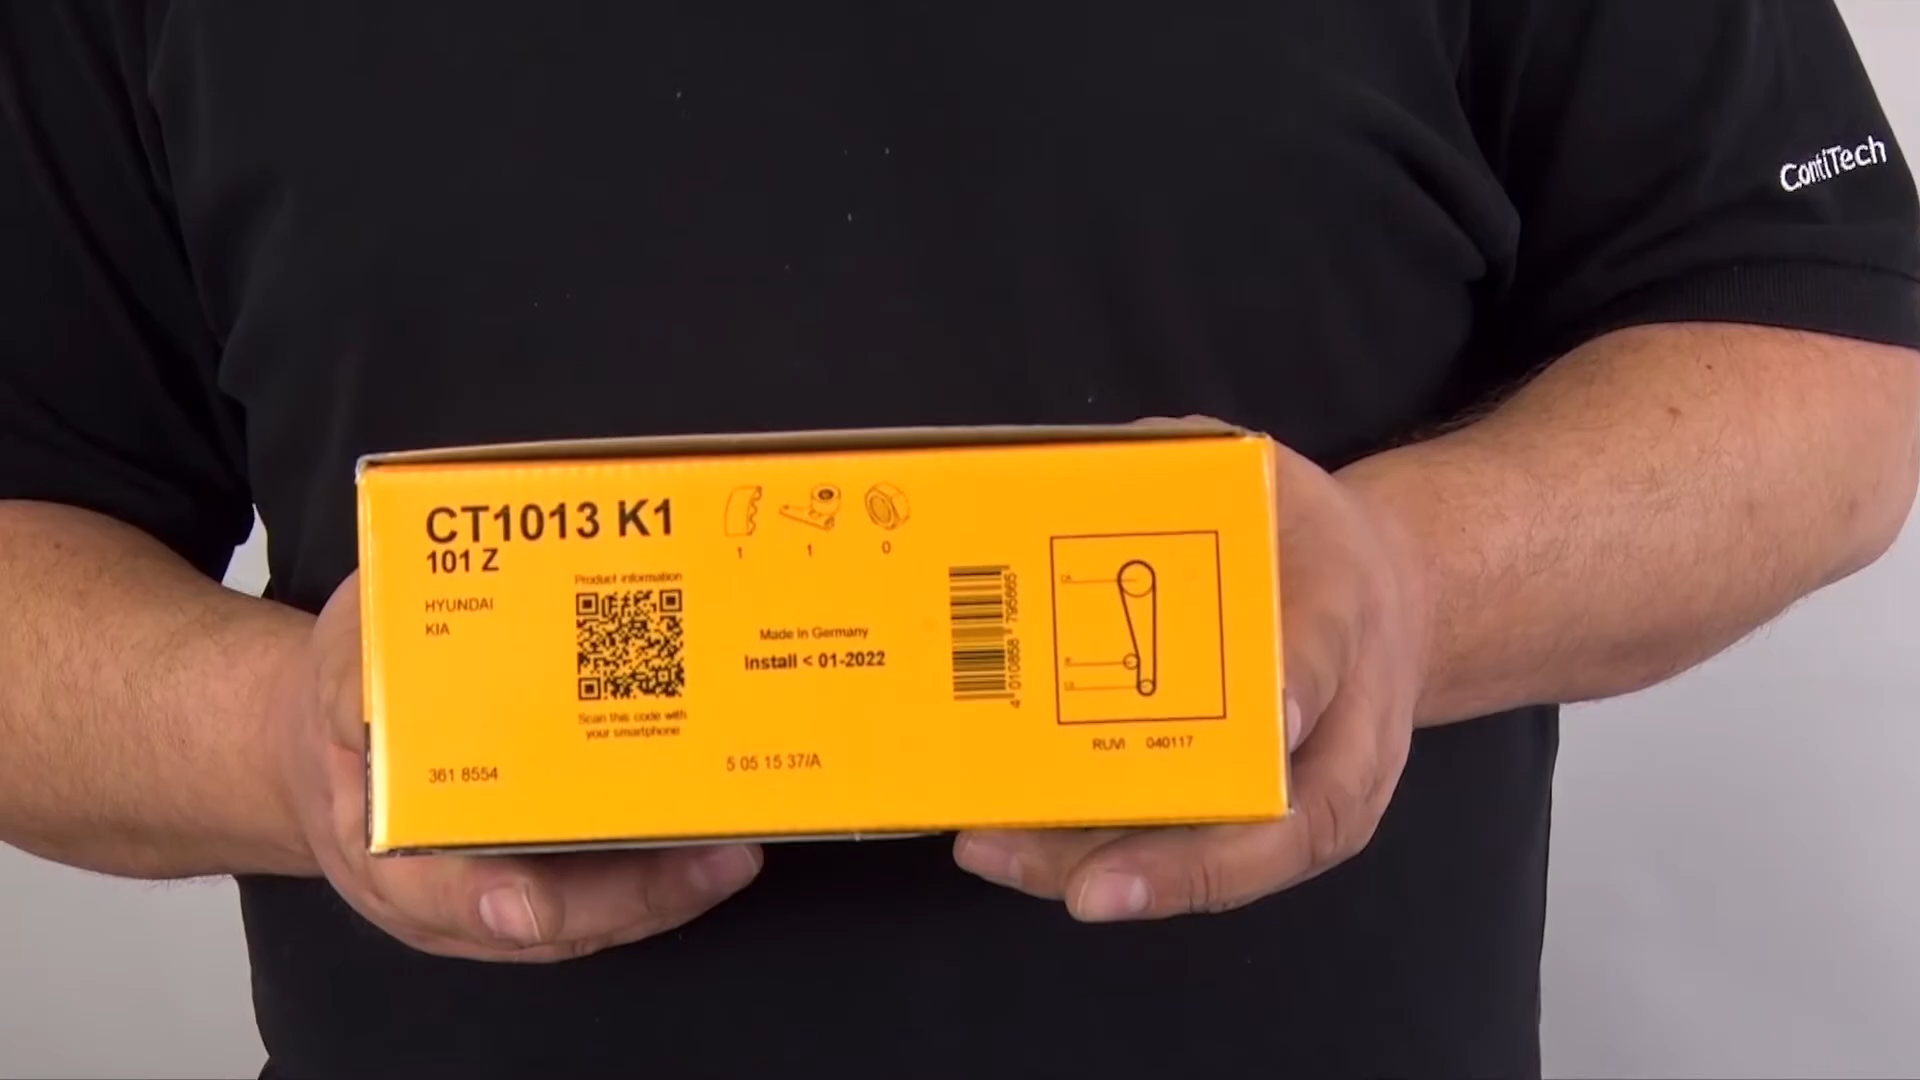 ContiTech
CT1013 K1
101 Z
1 1 0
HYUNDAI
KIA
Product information
Scan this code with
your smartphone
Made in Germany
Install < 01-2022
4 010858 795665
RUVI 040117
361 8554
5 05 15 37/A